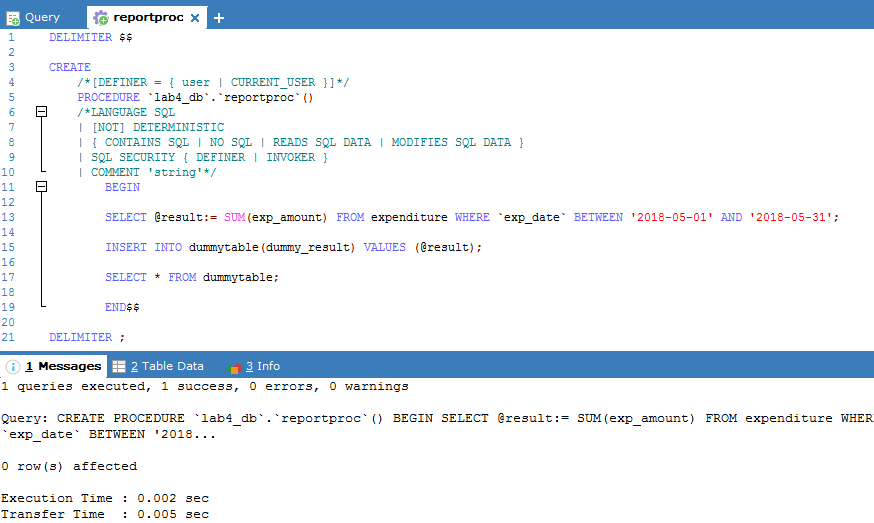 Query reportproc × +
1 DELIMITER $$
2
3 CREATE
4 /*[DEFINER = { user | CURRENT_USER }]*/
5 PROCEDURE `lab4_db`.`reportproc`()
6 /*LANGUAGE SQL
7 | [NOT] DETERMINISTIC
8 | { CONTAINS SQL | NO SQL | READS SQL DATA | MODIFIES SQL DATA }
9 | SQL SECURITY { DEFINER | INVOKER }
10 | COMMENT 'string'*/
11 BEGIN
12
13 SELECT @result:= SUM(exp_amount) FROM expenditure WHERE `exp_date` BETWEEN '2018-05-01' AND '2018-05-31';
14
15 INSERT INTO dummytable(dummy_result) VALUES (@result);
16
17 SELECT * FROM dummytable;
18
19 END$$
20
21 DELIMITER ;
1 Messages 2 Table Data 3 Info
1 queries executed, 1 success, 0 errors, 0 warnings
Query: CREATE PROCEDURE `lab4_db`.`reportproc`() BEGIN SELECT @result:= SUM(exp_amount) FROM expenditure WHERE
`exp_date` BETWEEN '2018...
0 row(s) affected
Execution Time : 0.002 sec
Transfer Time : 0.005 sec